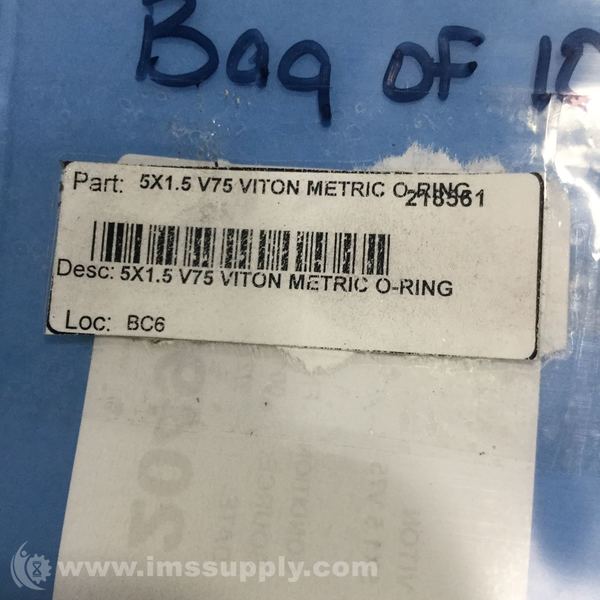 Bag OF 10
Part: 5X1.5 V75 VITON METRIC O-RING
218561
Desc: 5X1.5 V75 VITON METRIC O-RING
Loc: BC6
VITON
www.imssupply.com